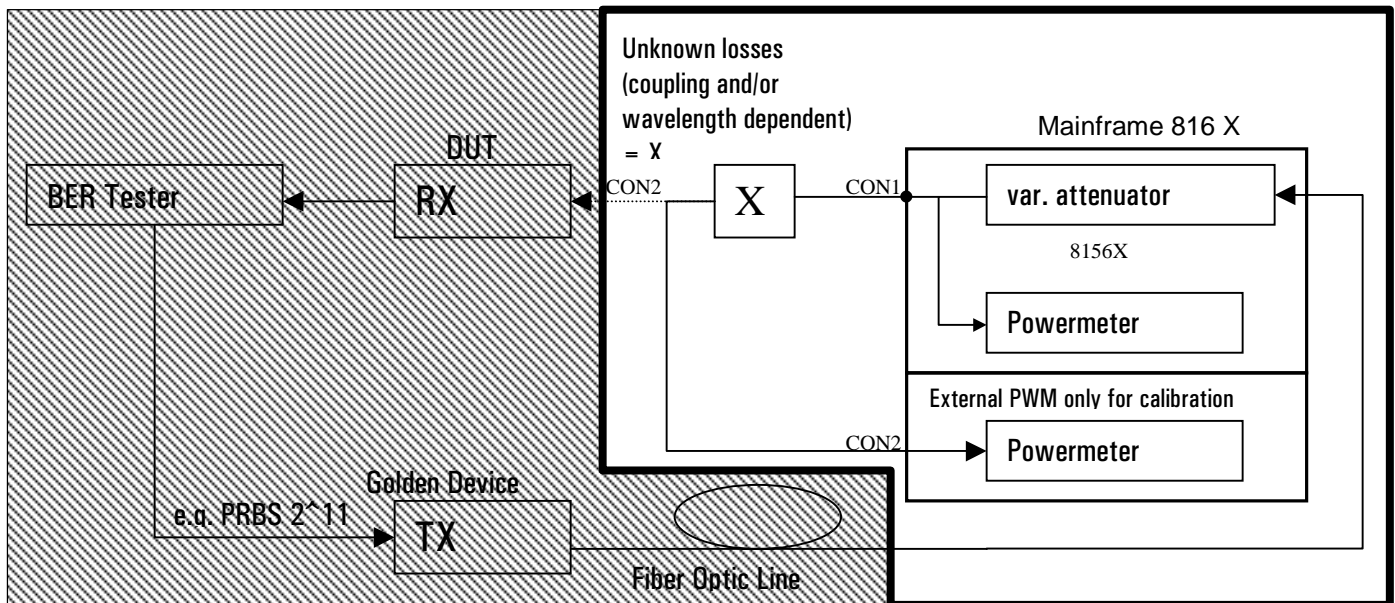 Unknown losses
(coupling and/or
wavelength dependent)
= X
Mainframe 816 X
DUT
BER Tester
RX
CON2
X
CON1
var. attenuator
8156X
Powermeter
External PWM only for calibration
CON2
Powermeter
Golden Device
e.g. PRBS 2^11
TX
Fiber Optic Line